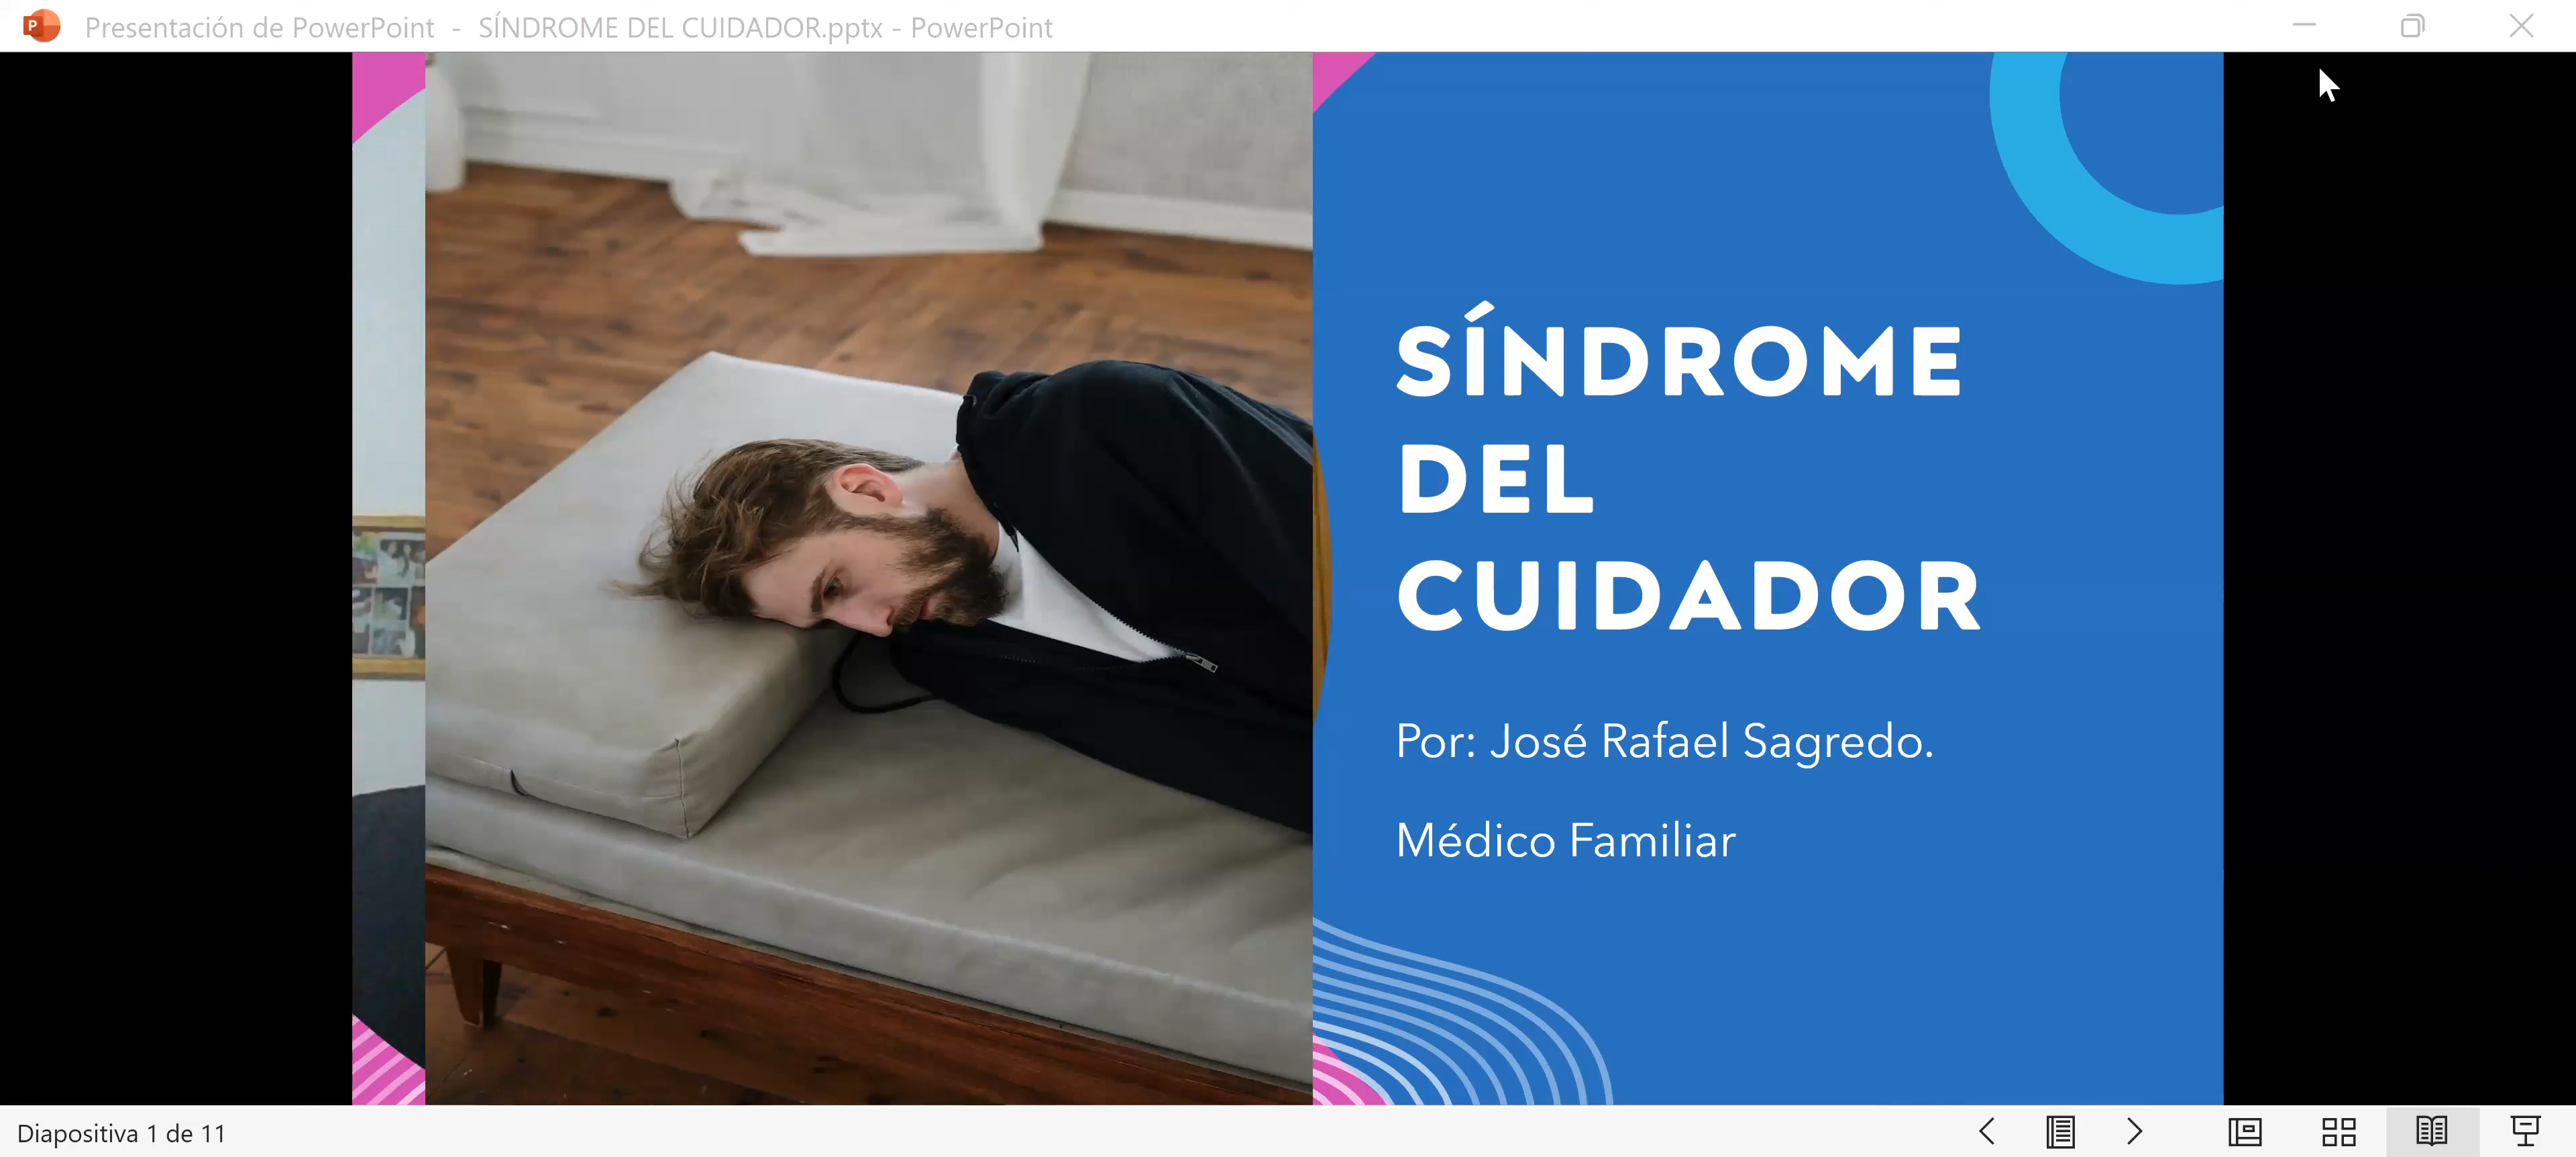 Presentación de PowerPoint - SÍNDROME DEL CUIDADOR.pptx - PowerPoint
SÍNDROME
DEL
CUIDADOR
Por: José Rafael Sagredo.
Médico Familiar
Diapositiva 1 de 11